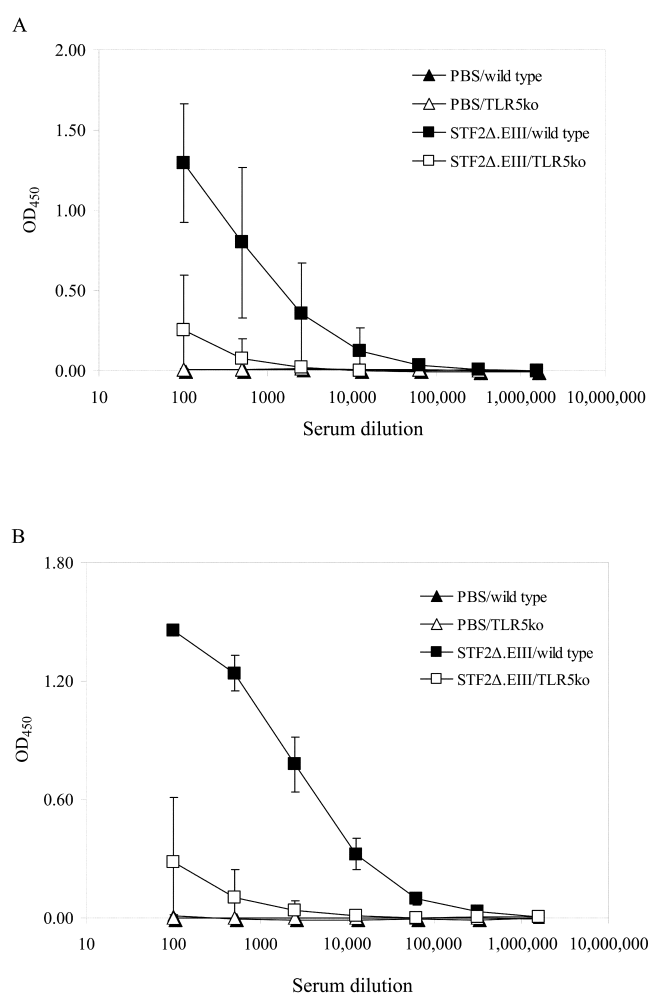 A
2.00
PBS/wild type
PBS/TLR5ko
STF2Δ.EIII/wild type
STF2Δ.EIII/TLR5ko
1.50
1.00
0.50
0.00
OD450
10 100 1000 10,000 100,000 1,000,000 10,000,000
Serum dilution
B
1.80
PBS/wild type
PBS/TLR5ko
STF2Δ.EIII/wild type
STF2Δ.EIII/TLR5ko
1.20
0.60
0.00
OD450
10 100 1000 10,000 100,000 1,000,000 10,000,000
Serum dilution